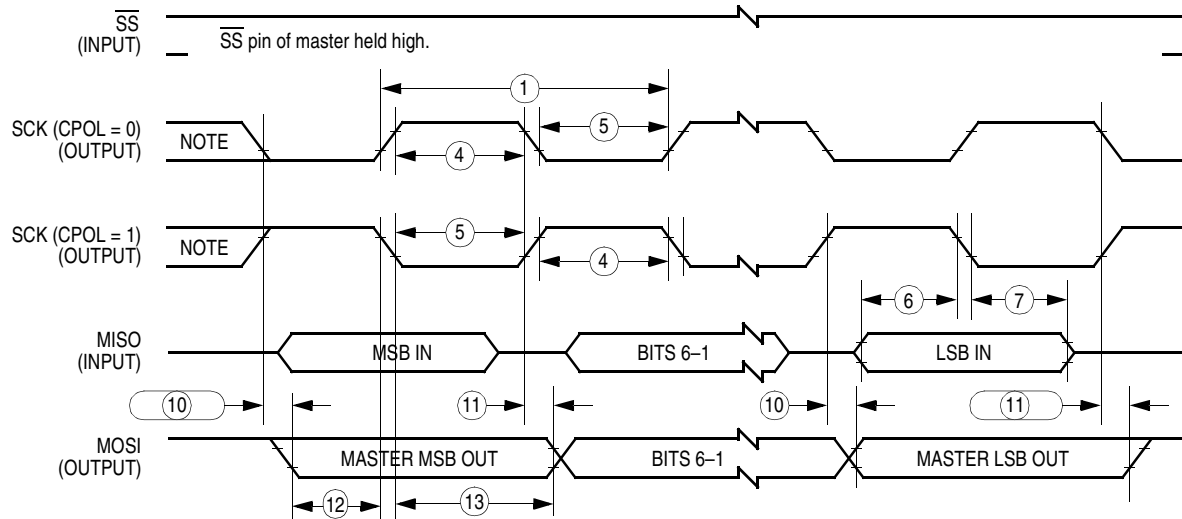 SS
(INPUT)
SS pin of master held high.
1
SCK (CPOL = 0)
(OUTPUT)
NOTE
5
4
SCK (CPOL = 1)
(OUTPUT)
NOTE
5
4
6
7
MISO
(INPUT)
MSB IN
BITS 6–1
LSB IN
10
11
10
11
MOSI
(OUTPUT)
MASTER MSB OUT
BITS 6–1
MASTER LSB OUT
12
13